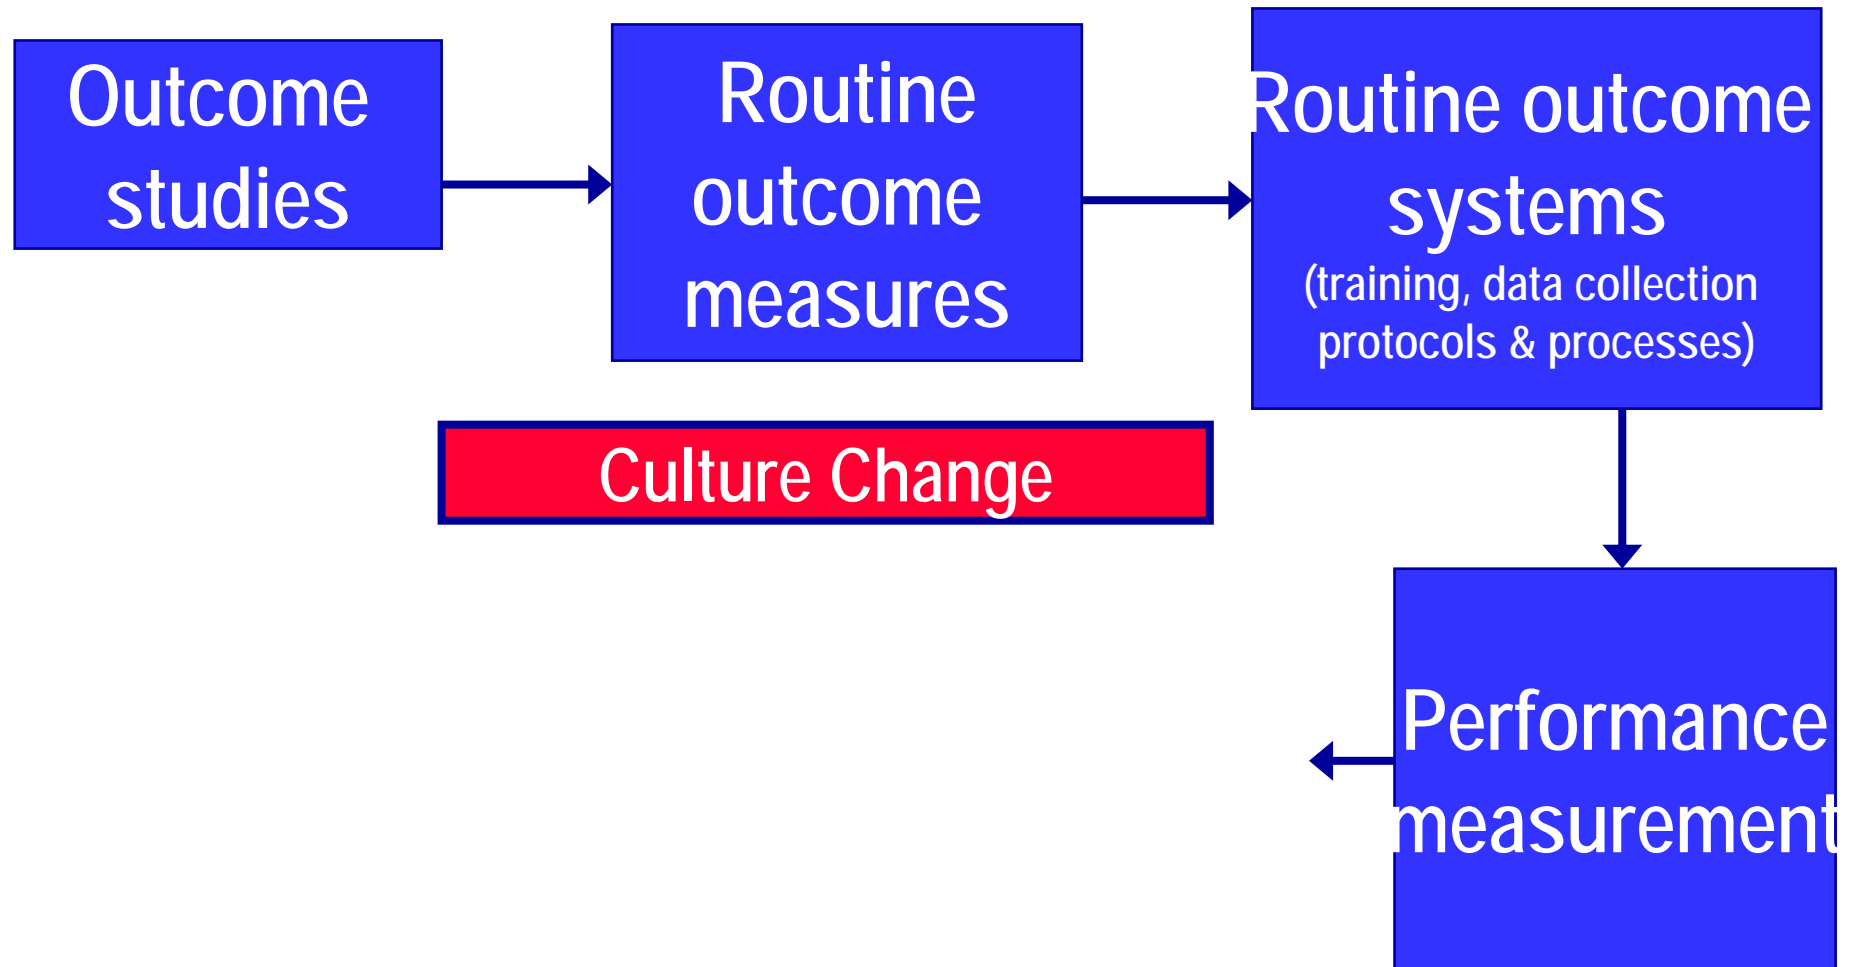 Outcome
studies
Routine
outcome
measures
Routine outcome
systems
(training, data collection
protocols & processes)
Culture Change
Performance
measurement